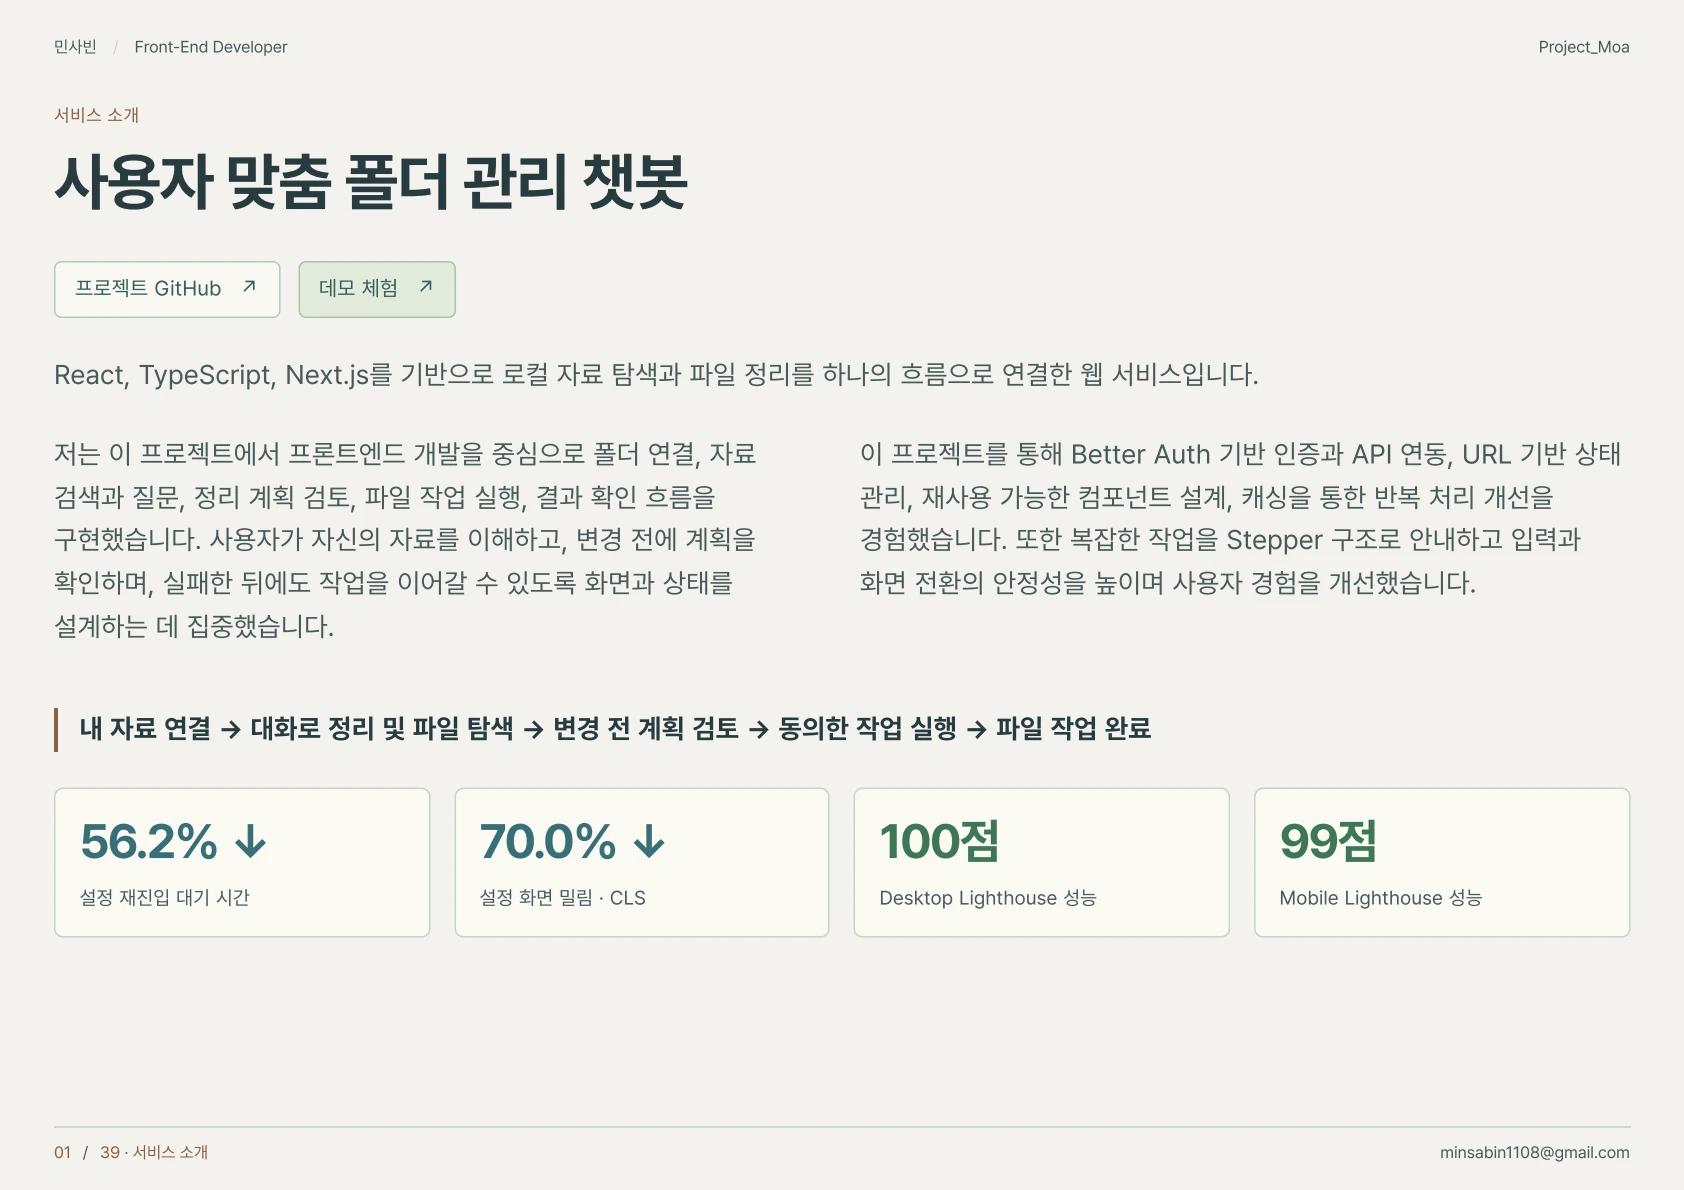 민사빈 / Front-End Developer
Project_Moa
서비스 소개
사용자 맞춤 폴더 관리 챗봇
프로젝트 GitHub ↗
데모 체험 ↗
React, TypeScript, Next.js를 기반으로 로컬 자료 탐색과 파일 정리를 하나의 흐름으로 연결한 웹 서비스입니다.
저는 이 프로젝트에서 프론트엔드 개발을 중심으로 폴더 연결, 자료
검색과 질문, 정리 계획 검토, 파일 작업 실행, 결과 확인 흐름을
구현했습니다. 사용자가 자신의 자료를 이해하고, 변경 전에 계획을
확인하며, 실패한 뒤에도 작업을 이어갈 수 있도록 화면과 상태를
설계하는 데 집중했습니다.
이 프로젝트를 통해 Better Auth 기반 인증과 API 연동, URL 기반 상태
관리, 재사용 가능한 컴포넌트 설계, 캐싱을 통한 반복 처리 개선을
경험했습니다. 또한 복잡한 작업을 Stepper 구조로 안내하고 입력과
화면 전환의 안정성을 높이며 사용자 경험을 개선했습니다.
내 자료 연결 → 대화로 정리 및 파일 탐색 → 변경 전 계획 검토 → 동의한 작업 실행 → 파일 작업 완료
56.2% ↓
설정 재진입 대기 시간
70.0% ↓
설정 화면 밀림 · CLS
100점
Desktop Lighthouse 성능
99점
Mobile Lighthouse 성능
01 / 39 · 서비스 소개
minsabin1108@gmail.com